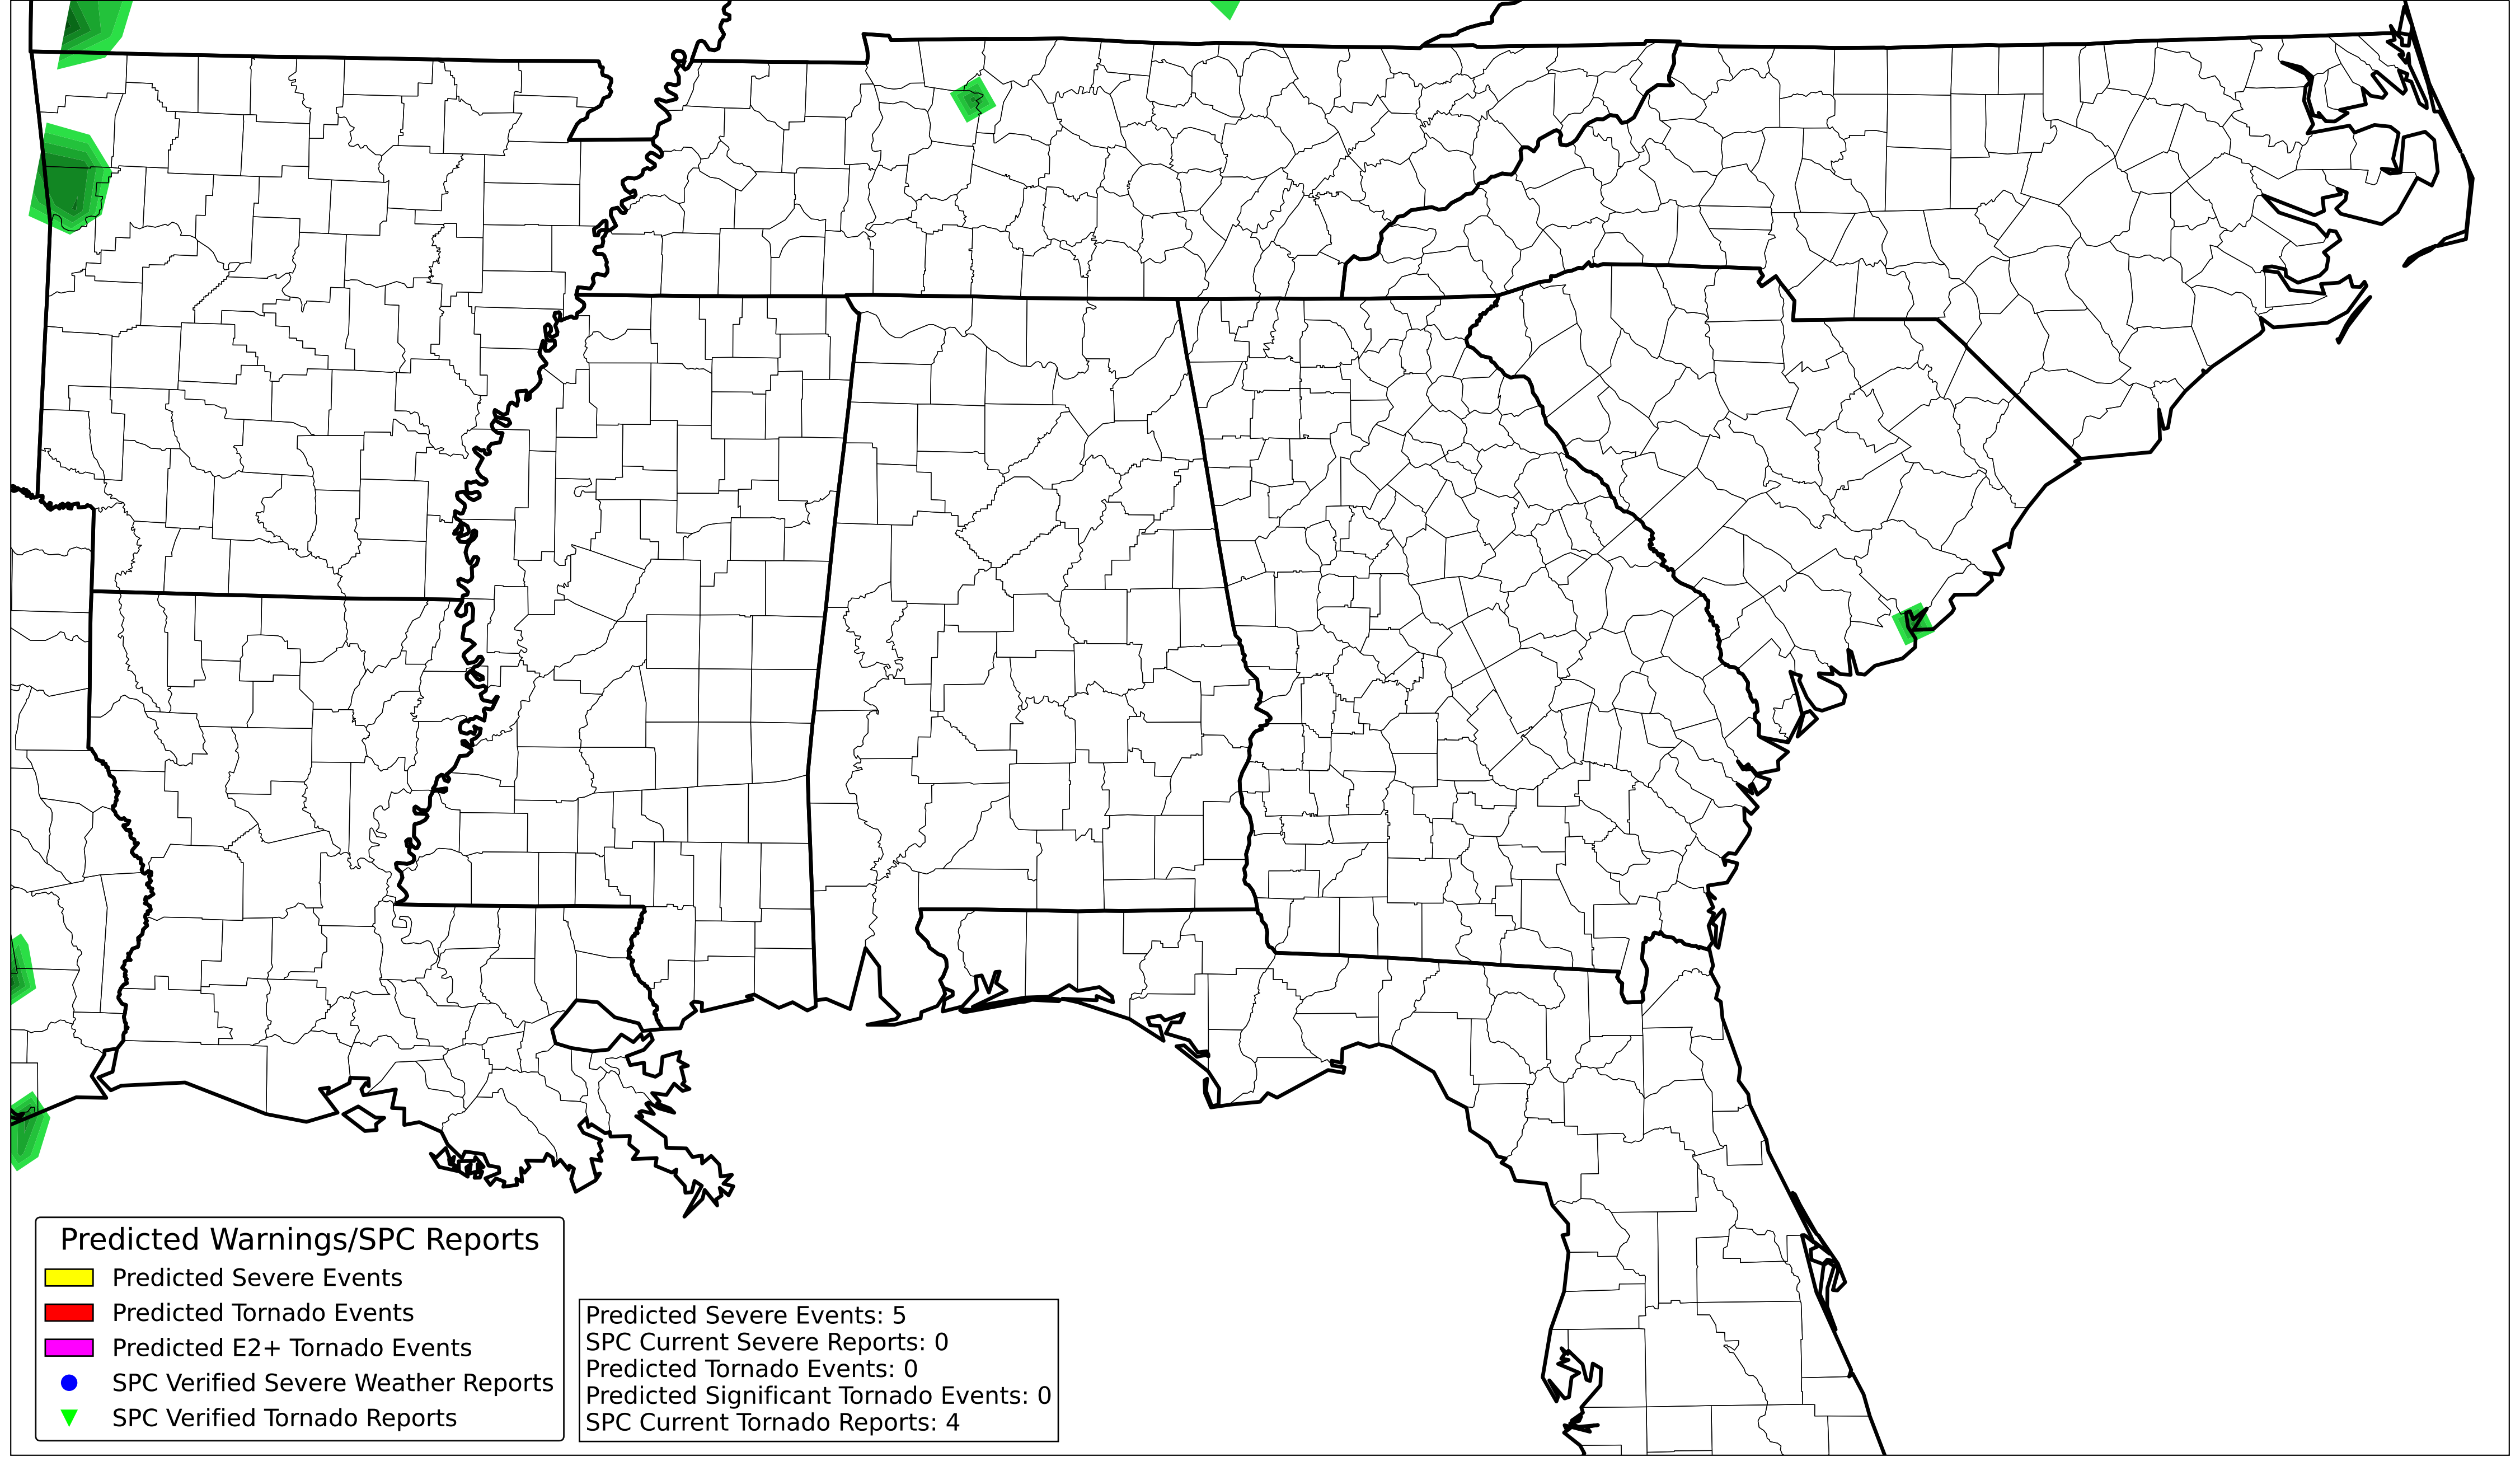 Predicted Warnings/SPC Reports
Predicted Severe Events
Predicted Tornado Events
Predicted E2+ Tornado Events
SPC Verified Severe Weather Reports
SPC Verified Tornado Reports
Predicted Severe Events: 5
SPC Current Severe Reports: 0
Predicted Tornado Events: 0
Predicted Significant Tornado Events: 0
SPC Current Tornado Reports: 4